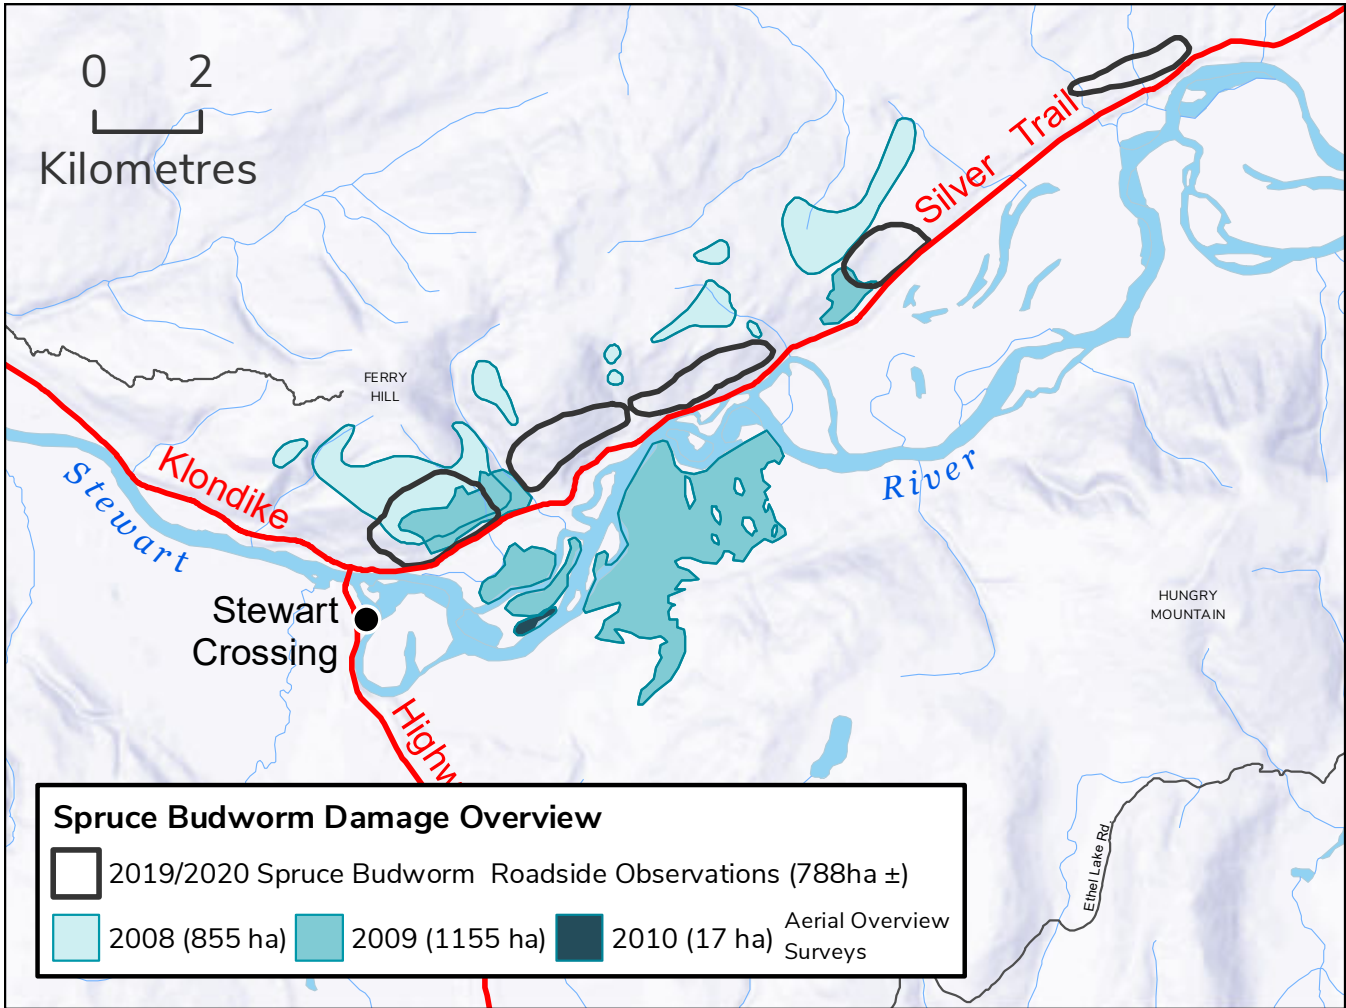 0 2
Kilometres
Silver Trail
FERRY
HILL
Klondike
Stewart
River
Stewart
Crossing
HUNGRY
MOUNTAIN
Highw
Ethel Lake Rd.
Spruce Budworm Damage Overview
2019/2020 Spruce Budworm Roadside Observations (788ha ±)
2008 (855 ha) 2009 (1155 ha) 2010 (17 ha) Aerial Overview
Surveys